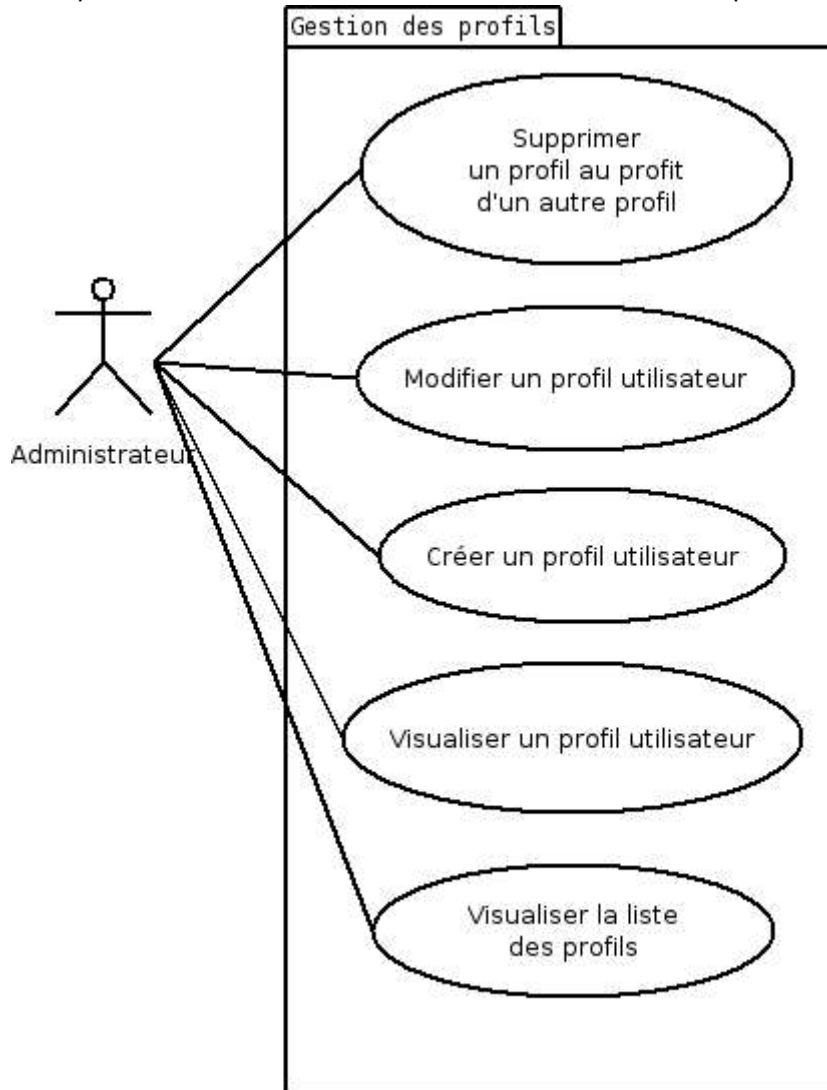 Gestion des profils
Supprimer
un profil au profit
d'un autre profil
Modifier un profil utilisateur
Administrateur
Créer un profil utilisateur
Visualiser un profil utilisateur
Visualiser la liste
des profils